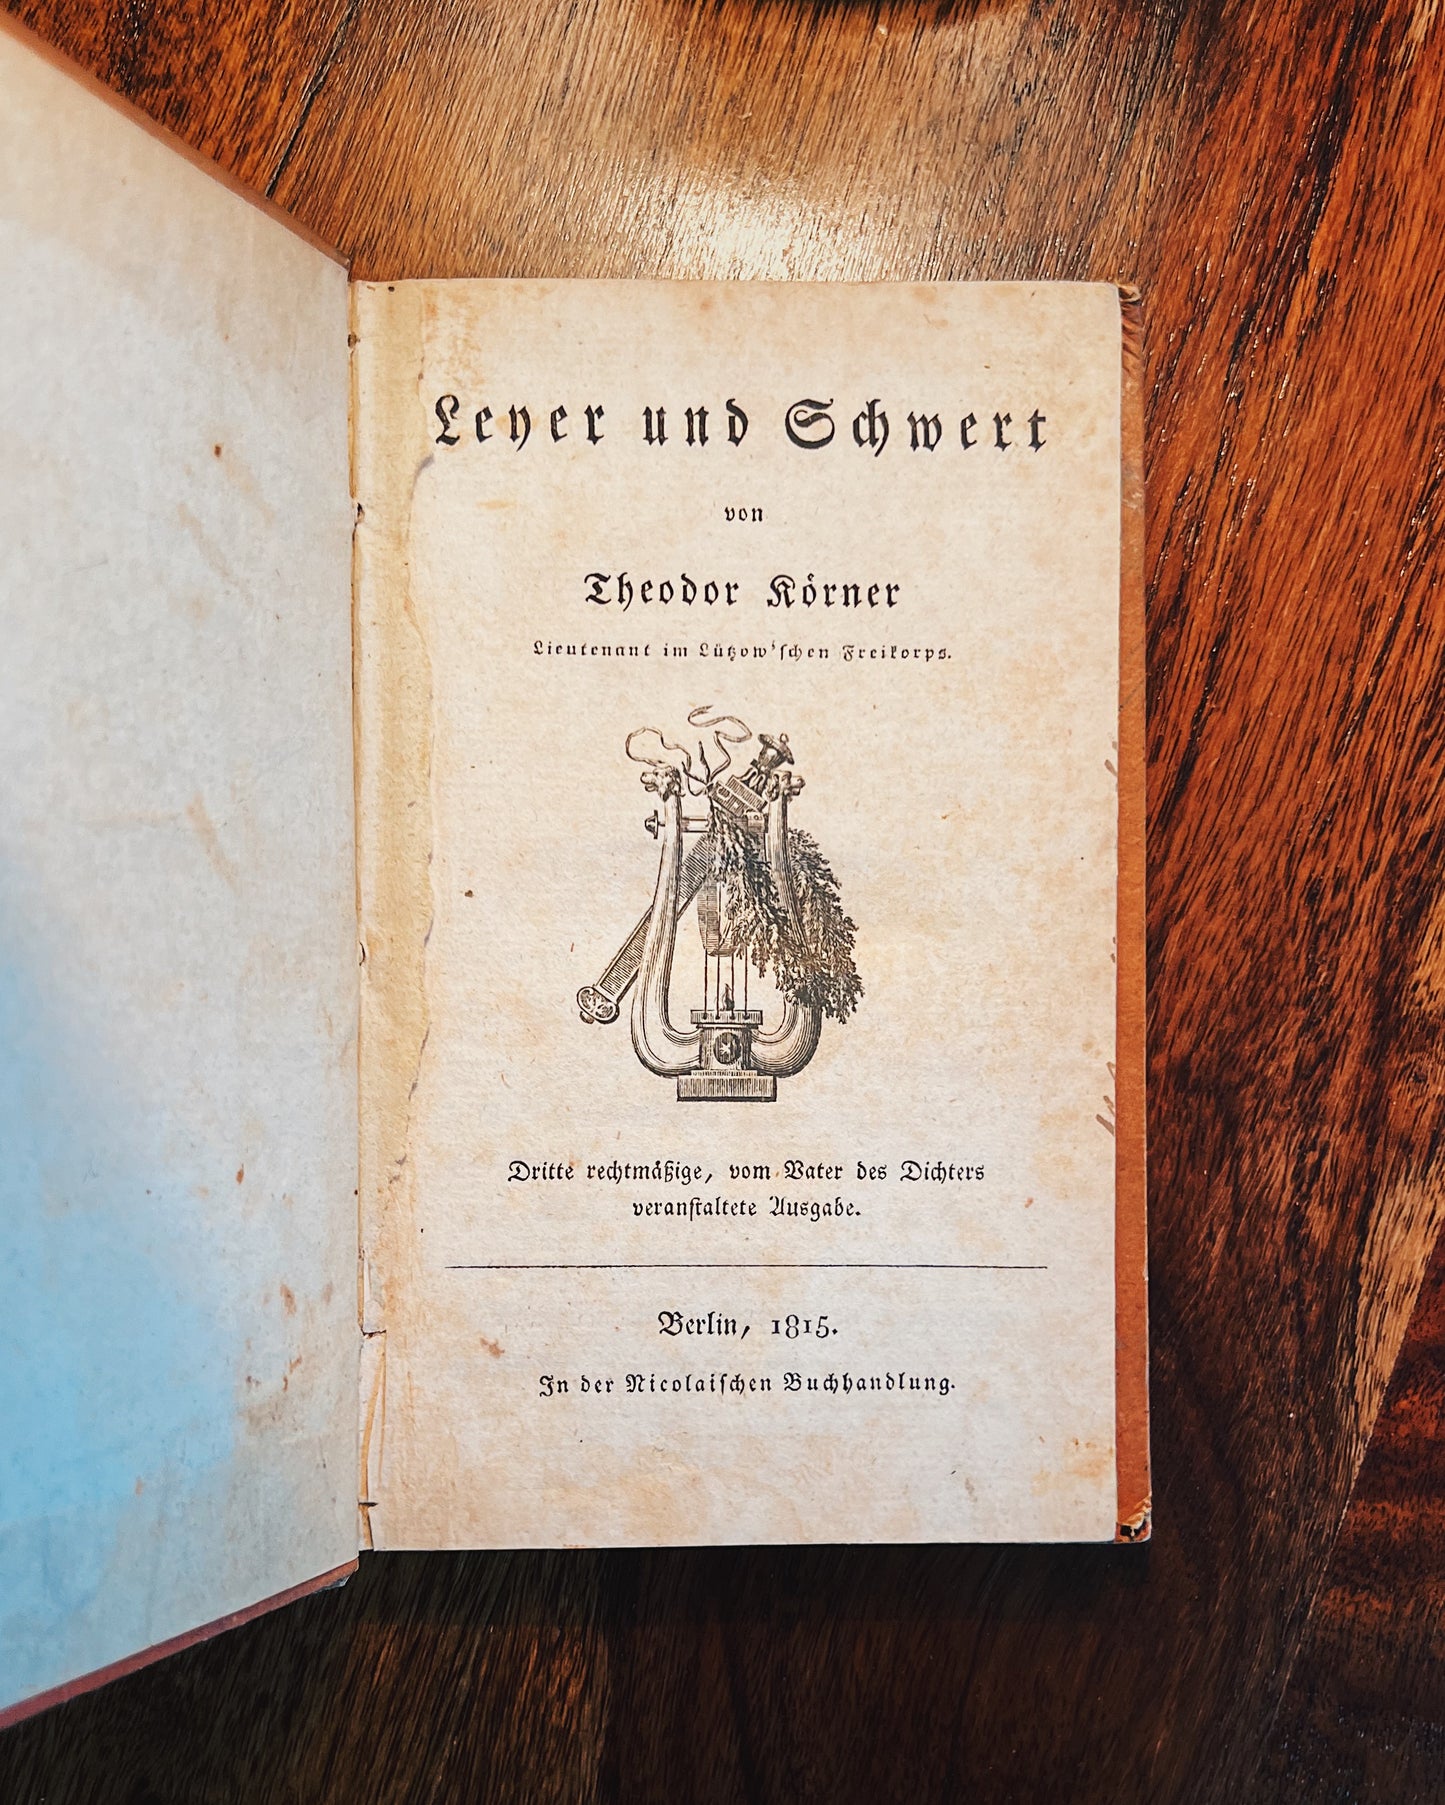 Leyer und Schwert
von
Theodor Körner
Lieutenant im Lützow'schen Freikorps.
Dritte rechtmäßige, vom Vater des Dichters
veranstaltete Ausgabe.
Berlin, 1815.
In der Nicolaischen Buchhandlung.